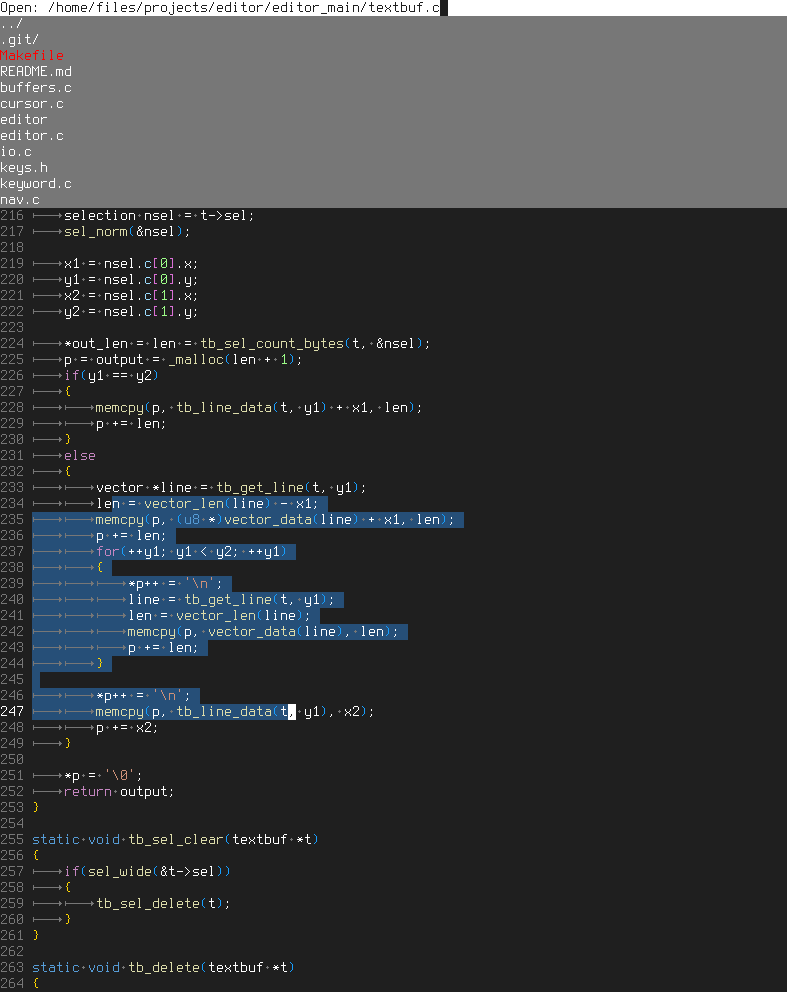 Open: /home/files/projects/editor/editor_main/textbuf.c
../
.git/
Makefile
README.md
buffers.c
cursor.c
editor
editor.c
io.c
keys.h
keyword.c
nav.c
216 selection nsel = t->sel;
217 sel_norm(&nsel);
218
219 x1 = nsel.c[0].x;
220 y1 = nsel.c[0].y;
221 x2 = nsel.c[1].x;
222 y2 = nsel.c[1].y;
223
224 *out_len = len = tb_sel_count_bytes(t, &nsel);
225 p = output = _malloc(len + 1);
226 if(y1 == y2)
227 {
228 memcpy(p, tb_line_data(t, y1) + x1, len);
229 p += len;
230 }
231 else
232 {
233 vector *line = tb_get_line(t, y1);
234 len = vector_len(line) - x1;
235 memcpy(p, (u8 *)vector_data(line) + x1, len);
236 p += len;
237 for(++y1; y1 < y2; ++y1)
238 {
239 *p++ = '\n';
240 line = tb_get_line(t, y1);
241 len = vector_len(line);
242 memcpy(p, vector_data(line), len);
243 p += len;
244 }
245
246 *p++ = '\n';
247 memcpy(p, tb_line_data(t, y1), x2);
248 p += x2;
249 }
250
251 *p = '\0';
252 return output;
253 }
254
255 static void tb_sel_clear(textbuf *t)
256 {
257 if(sel_wide(&t->sel))
258 {
259 tb_sel_delete(t);
260 }
261 }
262
263 static void tb_delete(textbuf *t)
264 {